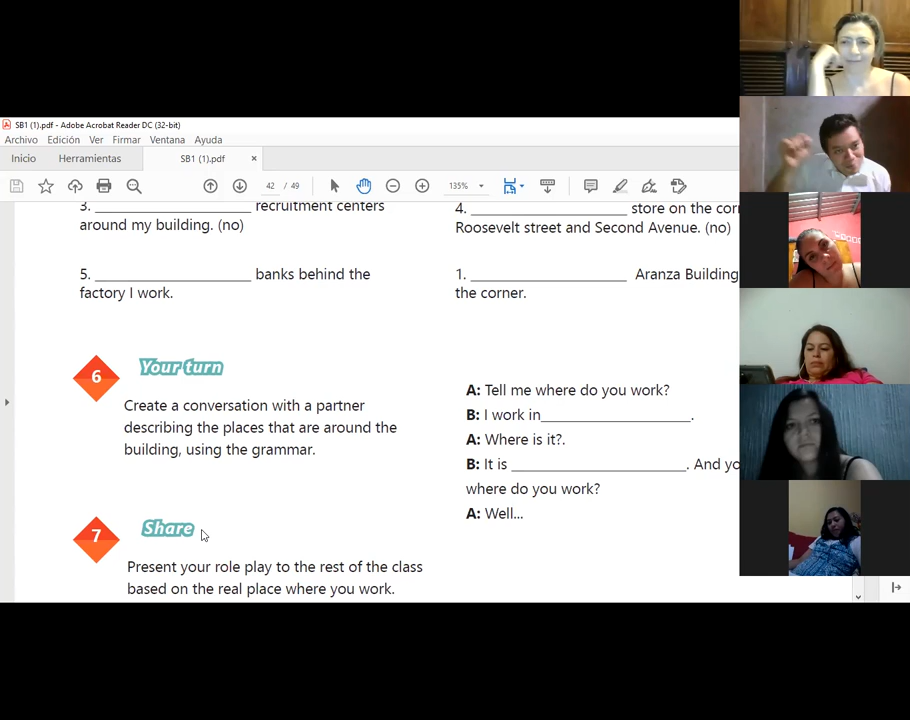 SB1 (1).pdf - Adobe Acrobat Reader DC (32-bit)
Archivo Edición Ver Firmar Ventana Ayuda
Inicio Herramientas SB1 (1).pdf ×
42 / 49 135%
3. __________________ recruitment centers
around my building. (no)
4. __________________ store on the cor
Roosevelt street and Second Avenue. (no)
5. __________________ banks behind the
factory I work.
1. __________________ Aranza Building
the corner.
6 Your turn
Create a conversation with a partner
describing the places that are around the
building, using the grammar.
A: Tell me where do you work?
B: I work in__________________.
A: Where is it?.
B: It is ____________________. And yo
where do you work?
A: Well...
7 Share
Present your role play to the rest of the class
based on the real place where you work.